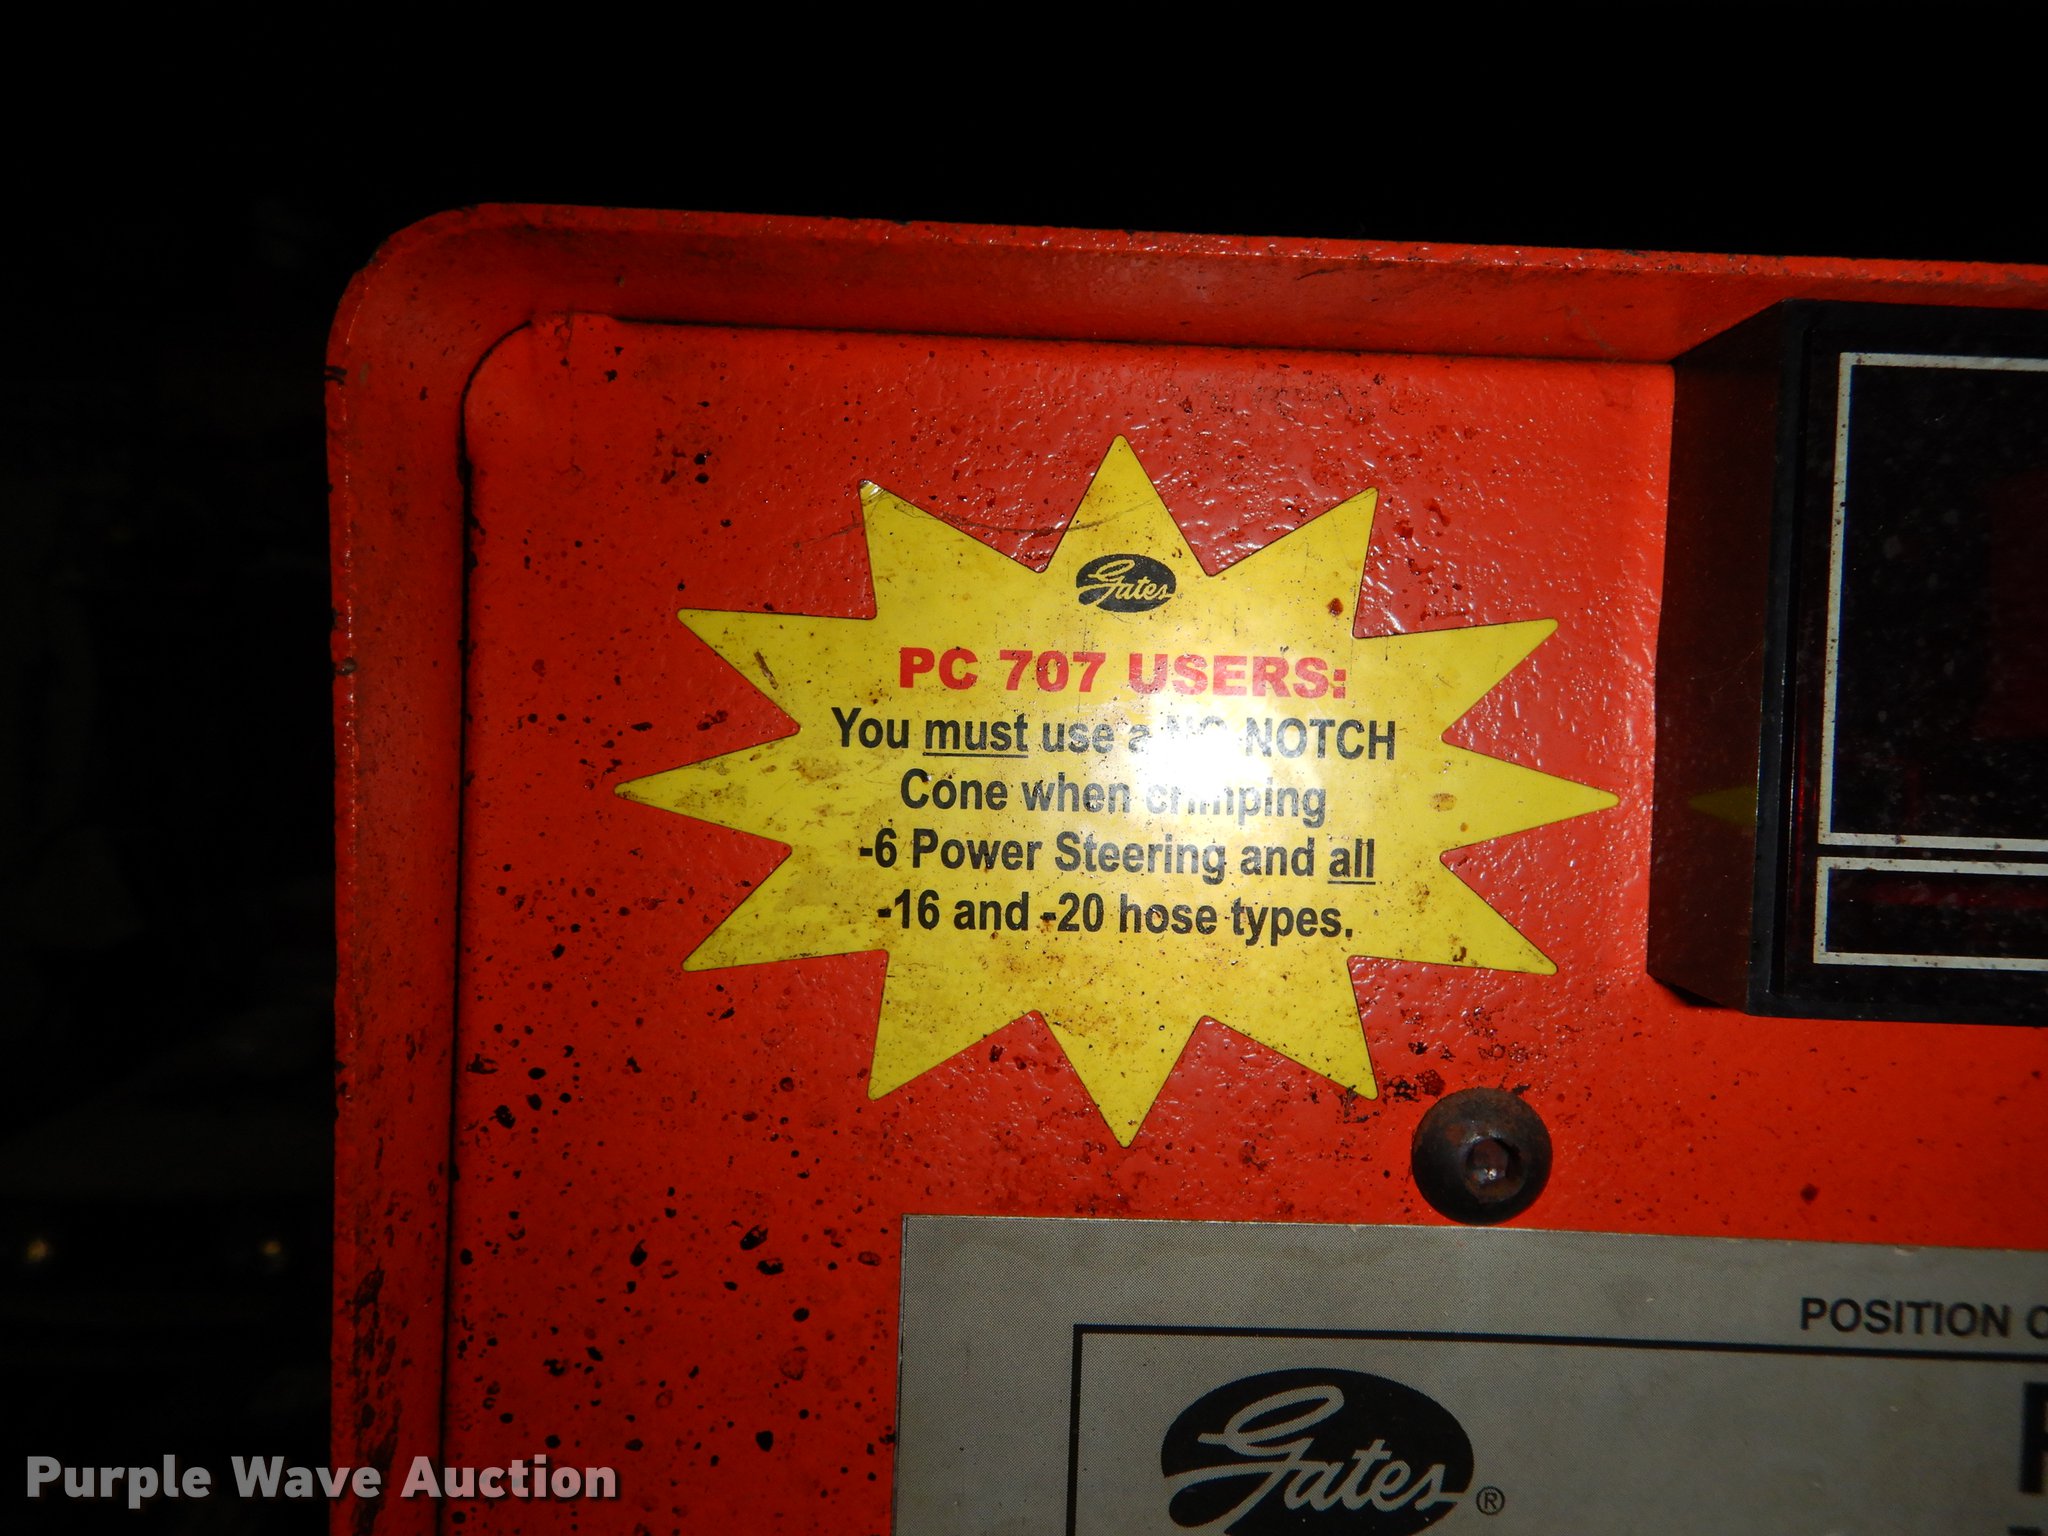 Gates
PC 707 USERS:
You must use a NO NOTCH
Cone when crimping
-6 Power Steering and all
-16 and -20 hose types.
POSITION
Gates®
Purple Wave Auction